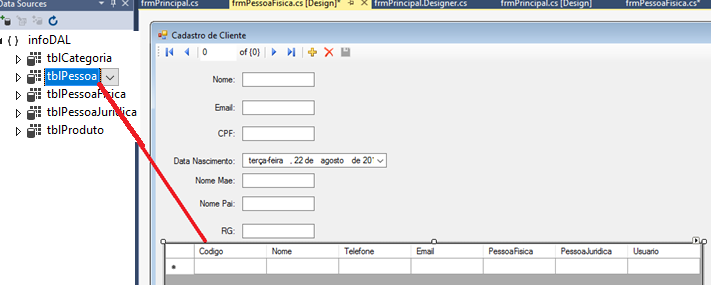 Data Sources
frmPrincipal.cs
frmPessoaFisica.cs [Design]*
frmPrincipal.Designer.cs
frmPrincipal.cs [Design]
frmPessoaFisica.cs*
infoDAL
tblCategoria
tblPessoa
tblPessoaFisica
tblPessoaJuridica
tblProduto
Cadastro de Cliente
0 of {0}
Nome:
Email:
CPF:
Data Nascimento: terça-feira , 22 de agosto de 20
Nome Mae:
Nome Pai:
RG:
Codigo Nome Telefone Email PessoaFisica PessoaJuridica Usuario